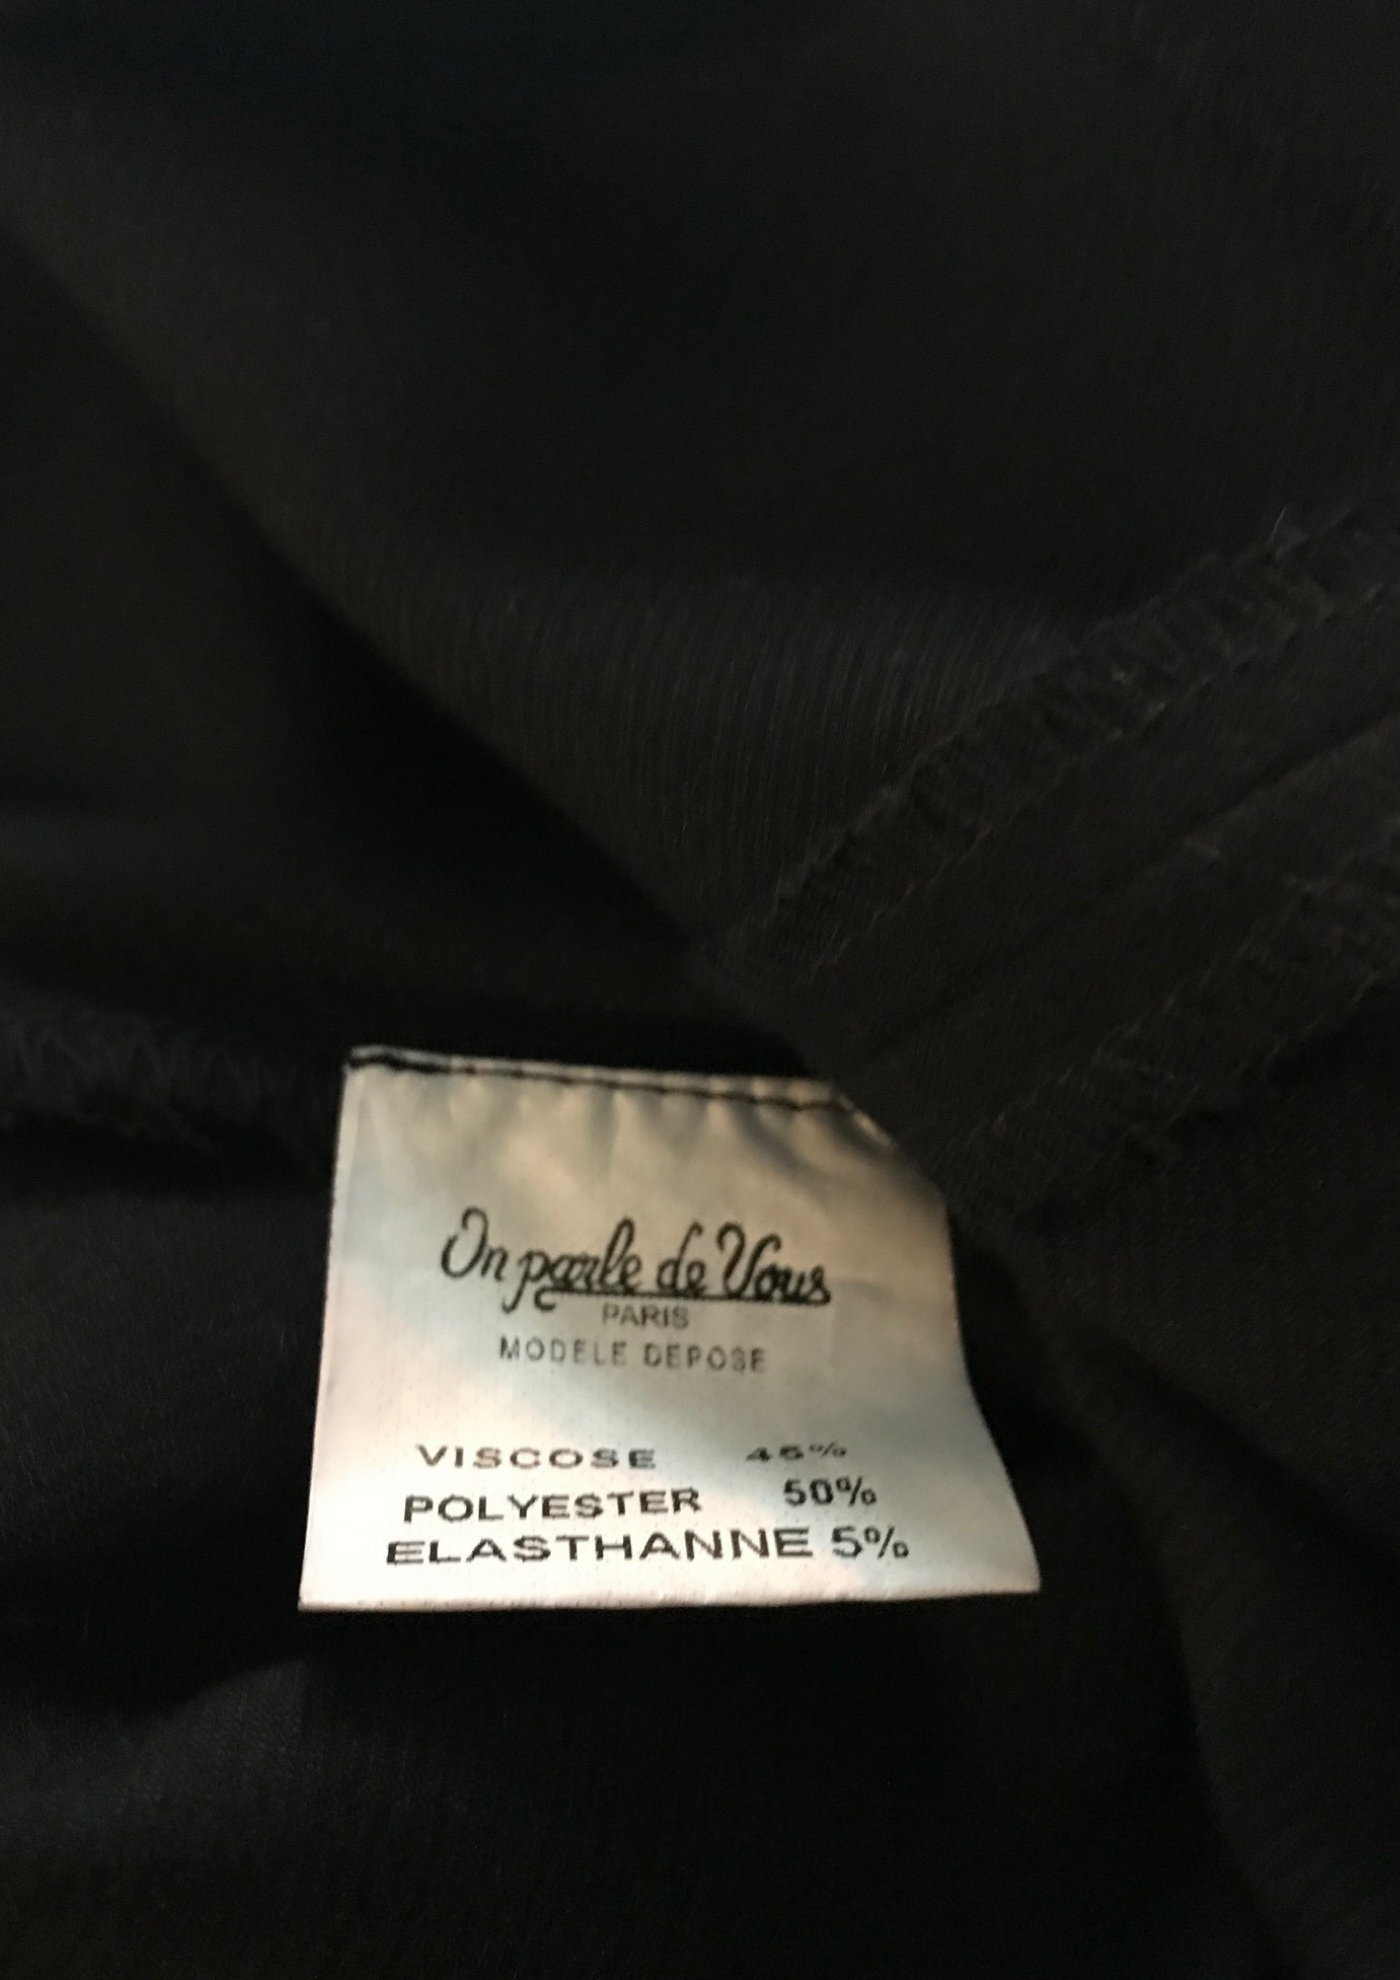 On parle de Vous
PARIS
MODELE DEPOSE
VISCOSE 45%
POLYESTER 50%
ELASTHANNE 5%